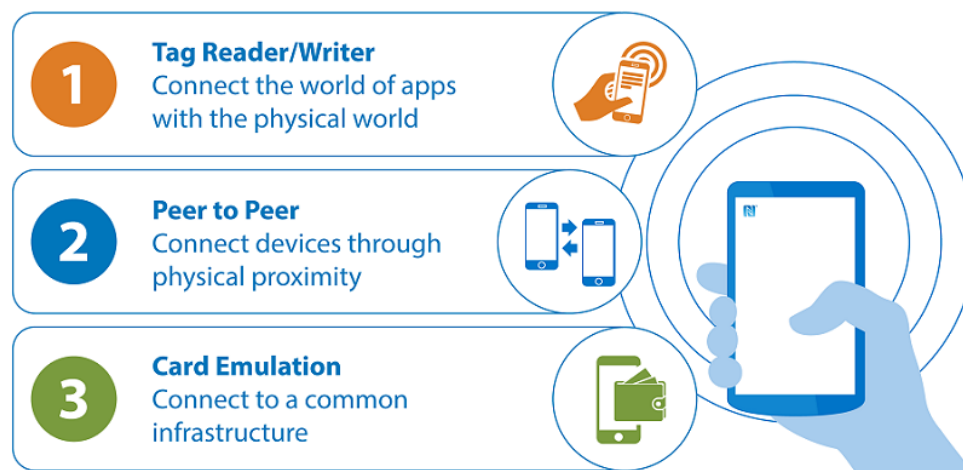 1
Tag Reader/Writer
Connect the world of apps
with the physical world
2
Peer to Peer
Connect devices through
physical proximity
3
Card Emulation
Connect to a common
infrastructure